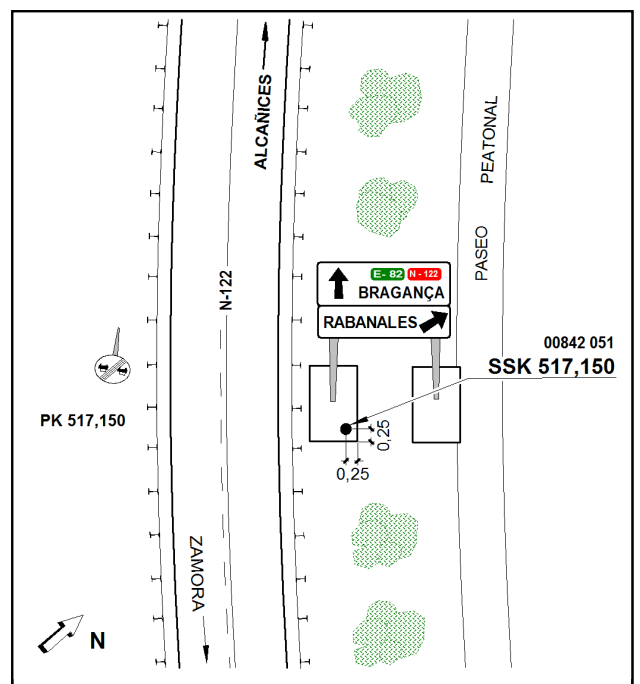 ALCAÑICES
PEATONAL
PASEO
N-122
E- 82 N - 122
BRAGANÇA
RABANALES
00842 051
SSK 517,150
PK 517,150
0,25
0,25
ZAMORA
N